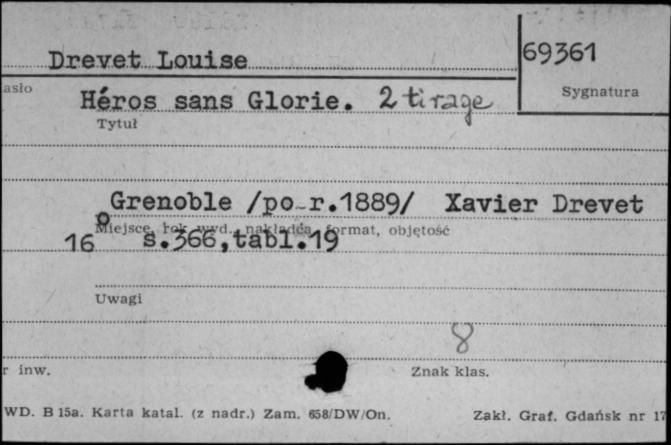 Drevet Louise
69361
asło
Sygnatura
Héros sans Glorie. 2 tirage
Tytuł
Grenoble /po r.1889/ Xavier Drevet
Miejsce, rok wyd., nakładca, format, objętość
16° s.366,tabl.19
Uwagi
8
r inw.
Znak klas.
WD. B 15a. Karta katal. (z nadr.) Zam. 658/DW/On.
Zakł. Graf. Gdańsk nr 17